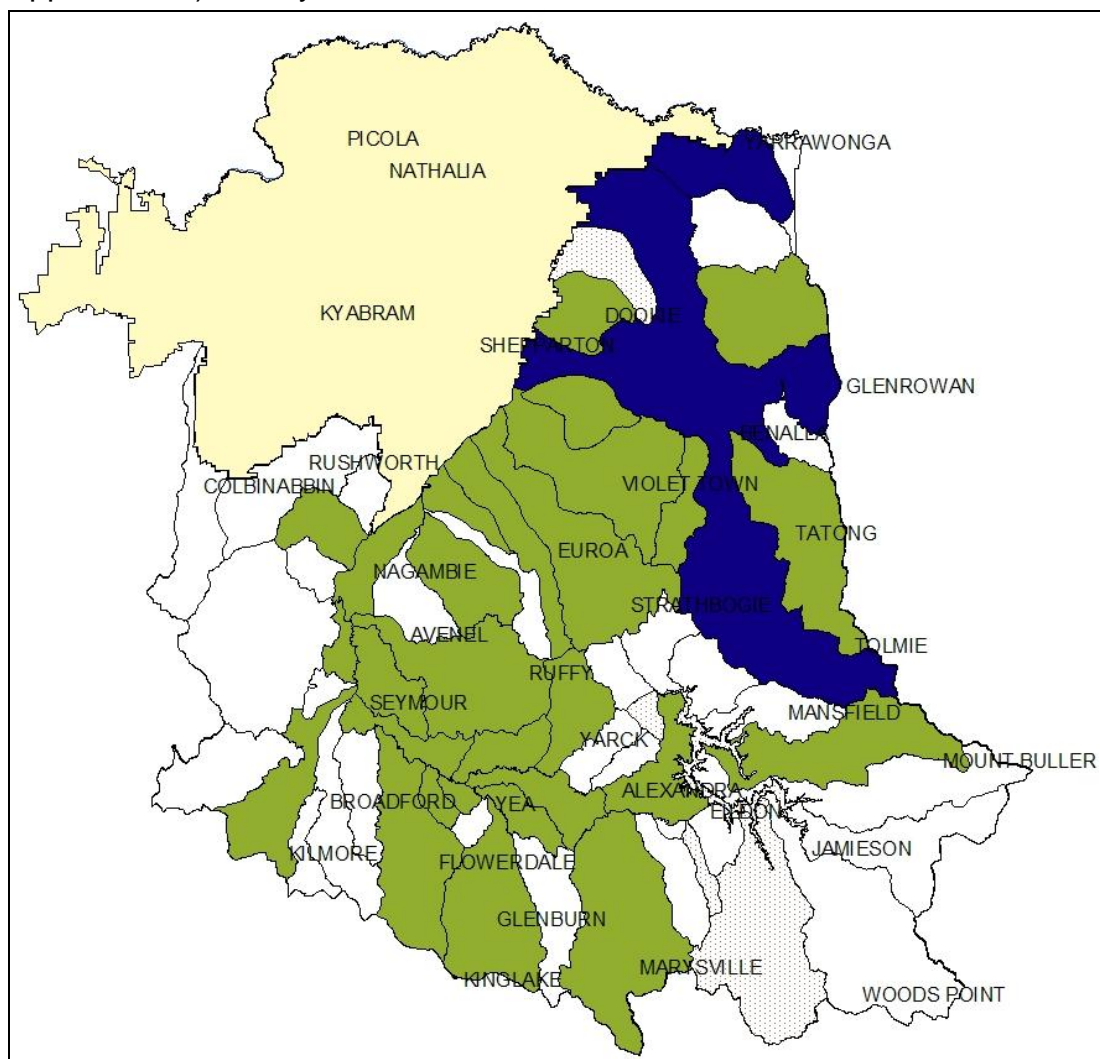 YARRAWONGA
PICOLA
NATHALIA
KYABRAM
DOOKIE
SHEPPARTON
GLENROWAN
BENALLA
RUSHWORTH
COLBINABBIN
VIOLET TOWN
TATONG
EUROA
NAGAMBIE
STRATHBOGIE
AVENEL
TOLMIE
RUFFY
SEYMOUR
MANSFIELD
YARCK
MOUNT BULLER
ALEXANDRA
BROADFORD
YEA
EILDON
JAMIESON
KILMORE
FLOWERDALE
GLENBURN
MARYSVILLE
KINGLAKE
WOODS POINT